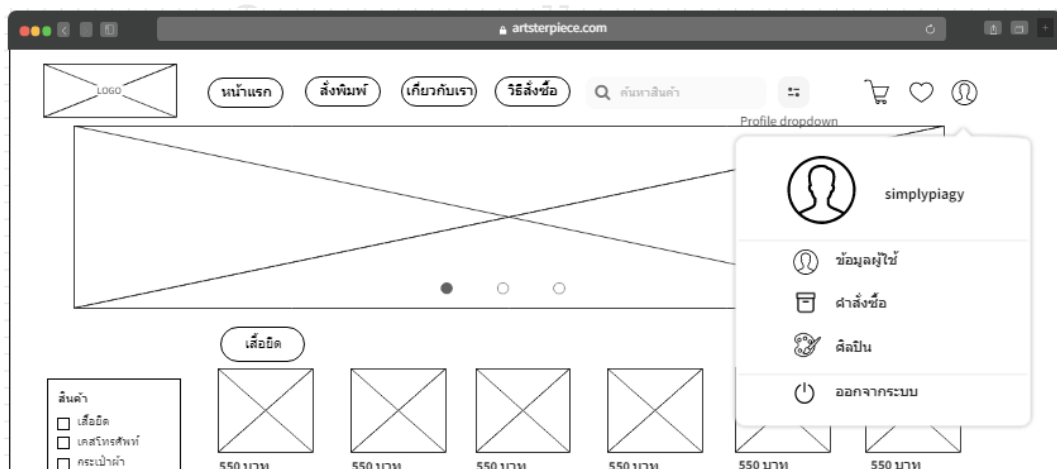 artsterpiece.com
LOGO
หน้าแรก
สั่งพิมพ์
เกี่ยวกับเรา
วิธีสั่งซื้อ
ค้นหาสินค้า
Profile dropdown
simplypiagy
ข้อมูลผู้ใช้
คำสั่งซื้อ
ศิลปิน
ออกจากระบบ
เสื้อยืด
สินค้า
เสื้อยืด
เคสโทรศัพท์
กระเป๋าผ้า
550 บาท
550 บาท
550 บาท
550 บาท
550 บาท
550 บาท